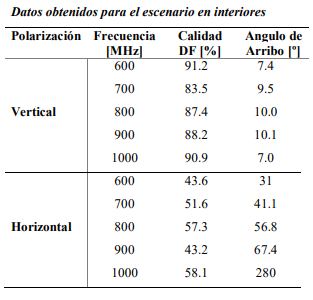 Datos obtenidos para el escenario en interiores
Polarización Frecuencia [MHz] Calidad DF [%] Angulo de Arribo [º]
Vertical
600 91.2 7.4
700 83.5 9.5
800 87.4 10.0
900 88.2 10.1
1000 90.9 7.0
Horizontal
600 43.6 31
700 51.6 41.1
800 57.3 56.8
900 43.2 67.4
1000 58.1 280